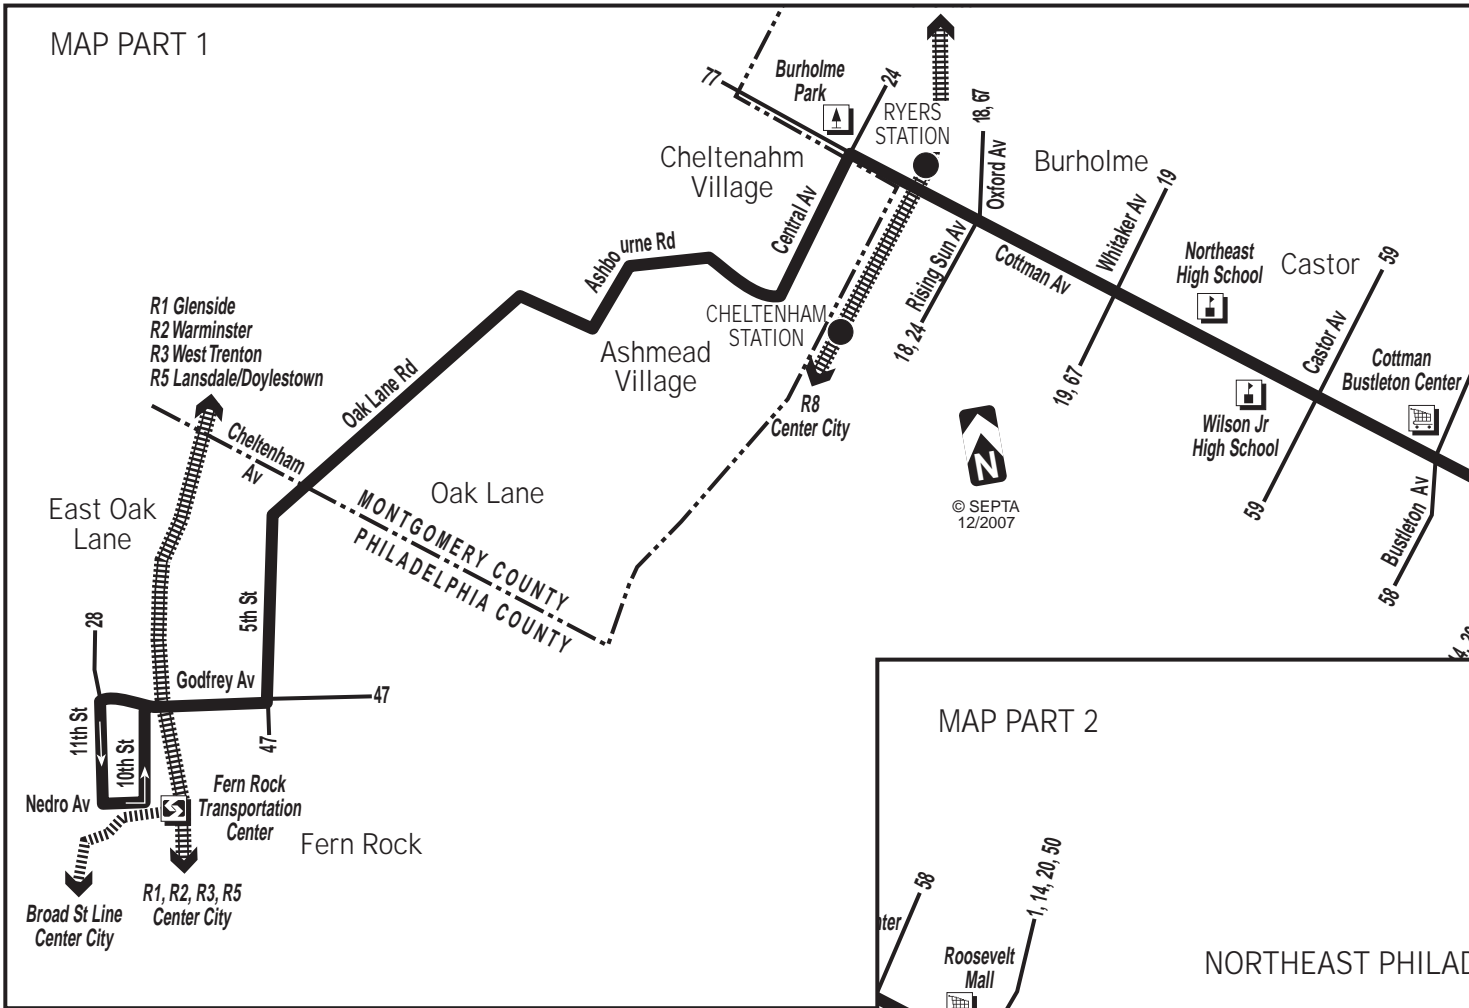 MAP PART 1
77
Burholme
Park
24
RYERS
STATION
18, 67
Oxford Av
Burholme
Cheltenahm
Village
Central Av
Whitaker Av
19
Ashbourne Rd
Rising Sun Av
Cottman Av
Northeast
High School
Castor
59
R1 Glenside
R2 Warminster
R3 West Trenton
R5 Lansdale/Doylestown
CHELTENHAM
STATION
18, 24
Ashmead
Village
Castor Av
Cottman
Bustleton Center
Oak Lane Rd
R8
Center City
19, 67
Wilson Jr
High School
Cheltenham
Av
N
© SEPTA
12/2007
59
Bustleton Av
58
East Oak
Lane
Oak Lane
MONTGOMERY COUNTY
PHILADELPHIA COUNTY
28
5th St
Godfrey Av
47
47
11th St
10th St
Nedro Av
Fern Rock
Transportation
Center
Fern Rock
Broad St Line
Center City
R1, R2, R3, R5
Center City
MAP PART 2
58
1, 14, 20, 50
Roosevelt
Mall
NORTHEAST PHILAD